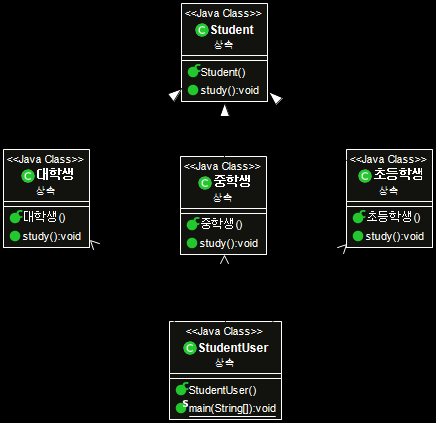 <<Java Class>>
Student
상속
Student()
study():void
<<Java Class>>
대학생
상속
대학생()
study():void
<<Java Class>>
중학생
상속
중학생()
study():void
<<Java Class>>
초등학생
상속
초등학생()
study():void
<<Java Class>>
StudentUser
상속
StudentUser()
main(String[]):void